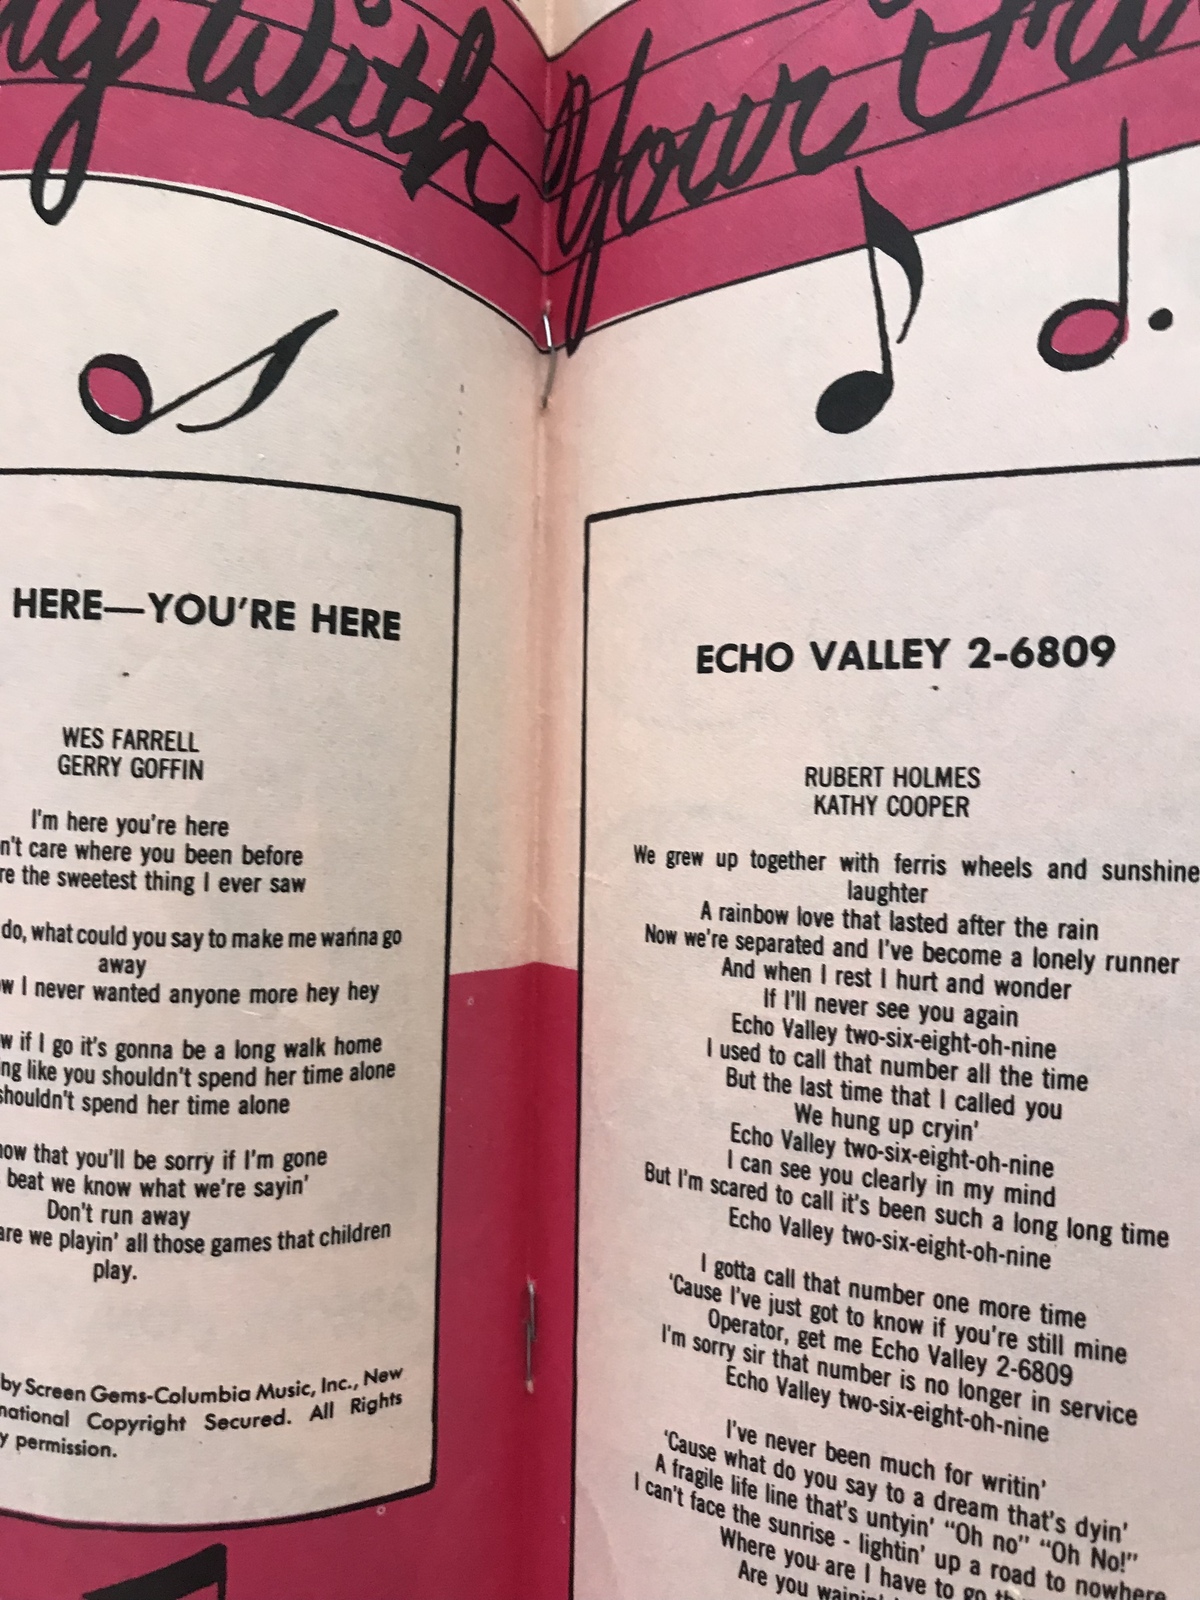 ng With Your
HERE—YOU'RE HERE
WES FARRELL
GERRY GOFFIN
I'm here you're here
n't care where you been before
re the sweetest thing I ever saw
do, what could you say to make me wanna go
away
ow I never wanted anyone more hey hey
ow if I go it's gonna be a long walk home
ing like you shouldn't spend her time alone
shouldn't spend her time alone
now that you'll be sorry if I'm gone
beat we know what we're sayin'
Don't run away
are we playin' all those games that children
play.
by Screen Gems-Columbia Music, Inc., New
national Copyright Secured. All Rights
y permission.
ECHO VALLEY 2-6809
RUBERT HOLMES
KATHY COOPER
We grew up together with ferris wheels and sunshine
laughter
A rainbow love that lasted after the rain
Now we're separated and I've become a lonely runner
And when I rest I hurt and wonder
If I'll never see you again
Echo Valley two-six-eight-oh-nine
I used to call that number all the time
But the last time that I called you
We hung up cryin'
Echo Valley two-six-eight-oh-nine
I can see you clearly in my mind
But I'm scared to call it's been such a long long time
Echo Valley two-six-eight-oh-nine
I gotta call that number one more time
'Cause I've just got to know if you're still mine
Operator, get me Echo Valley 2-6809
I'm sorry sir that number is no longer in service
Echo Valley two-six-eight-oh-nine
I've never been much for writin'
'Cause what do you say to a dream that's dyin'
A fragile life line that's untyin' "Oh no" "Oh No!"
I can't face the sunrise - lightin' up a road to nowhere
Where you are I have to go
Are you